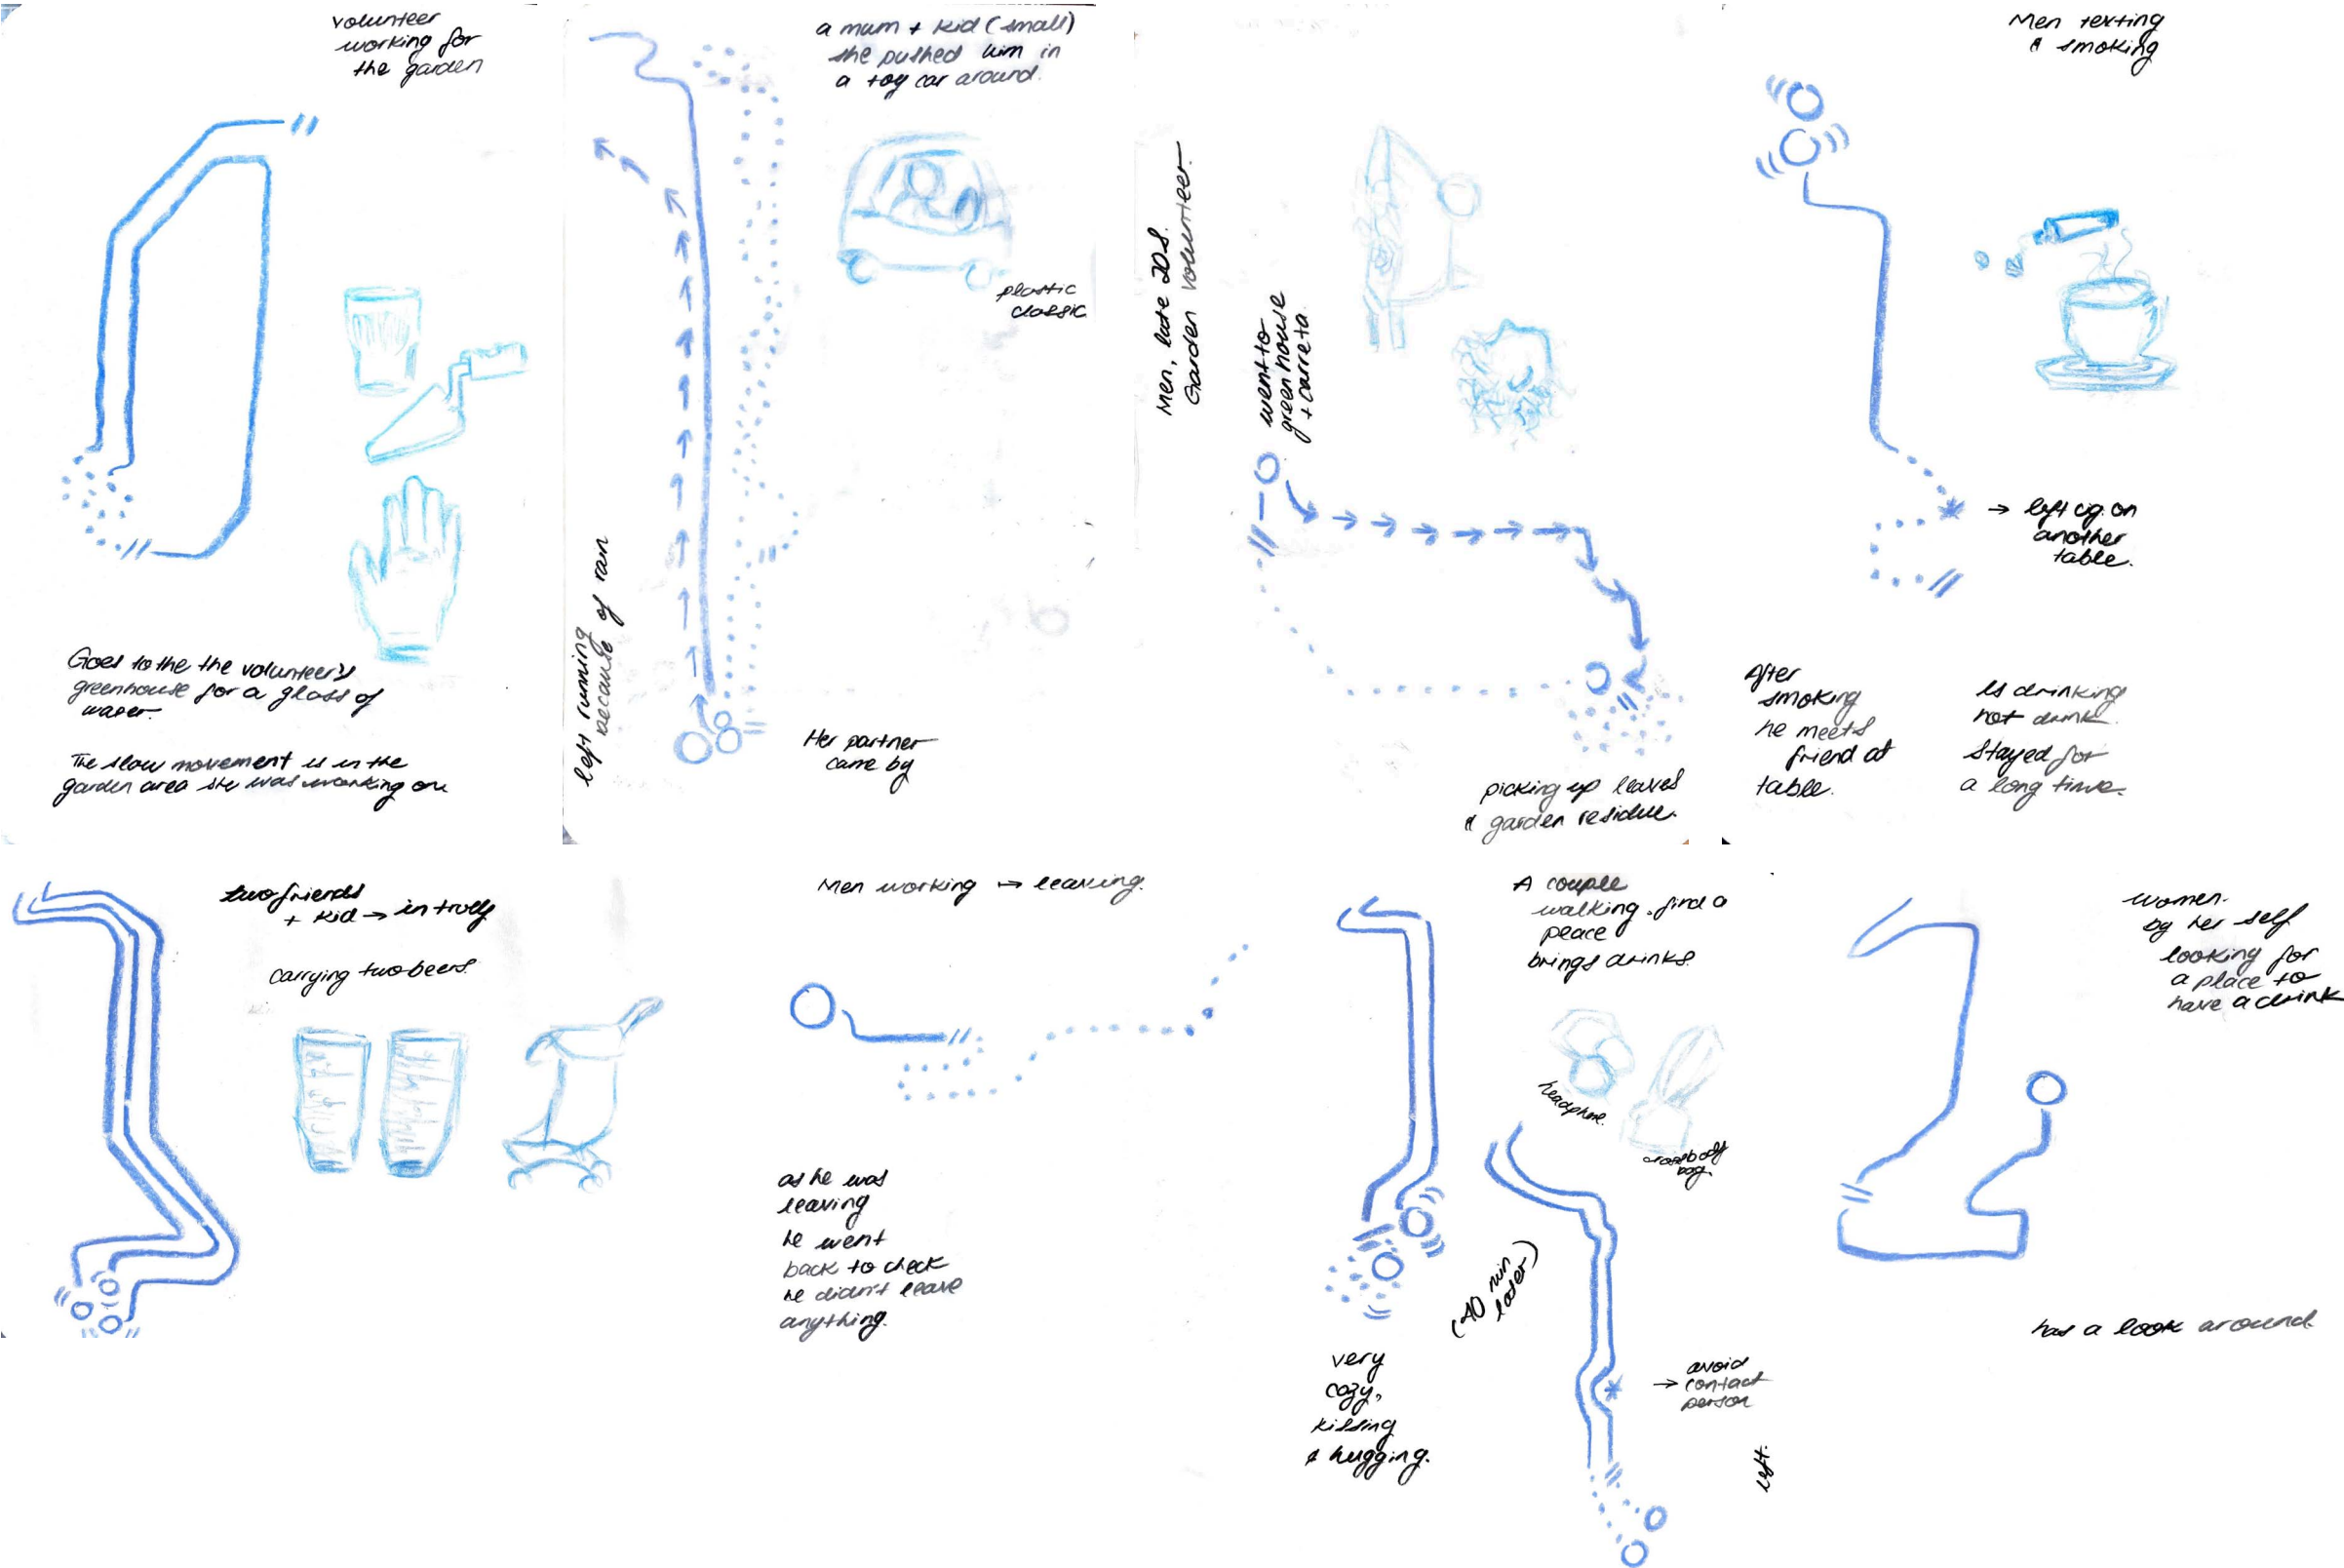 volunteer
working for
the garden
Goes to the the volunteer's
greenhouse for a glass of
water.
The slow movement is in the
garden area she was working on
a mum + kid (small)
she pushed him in
a toy car around.
plastic
classic
left running
because of rain
Her partner
came by
Men, late 20s.
Garden volunteer
went to
green house
+ carreta
picking up leaves
& garden residue.
Men texting
& smoking
→ left cig. on
another
table.
After
smoking
he meets
friend at
table.
Is drinking
hot drink.
Stayed for
a long time.
two friends
+ kid → in trolly
carrying two beers.
Men working → leaving.
as he was
leaving
he went
back to check
he didn't leave
anything.
A couple
walking. find a
peace
brings drinks.
headphone.
crossbody
bag.
(40 min
later)
very
cozy,
kissing
& hugging.
→ avoid
contact
person
left.
women.
by her self
looking for
a place to
have a drink
has a look around.